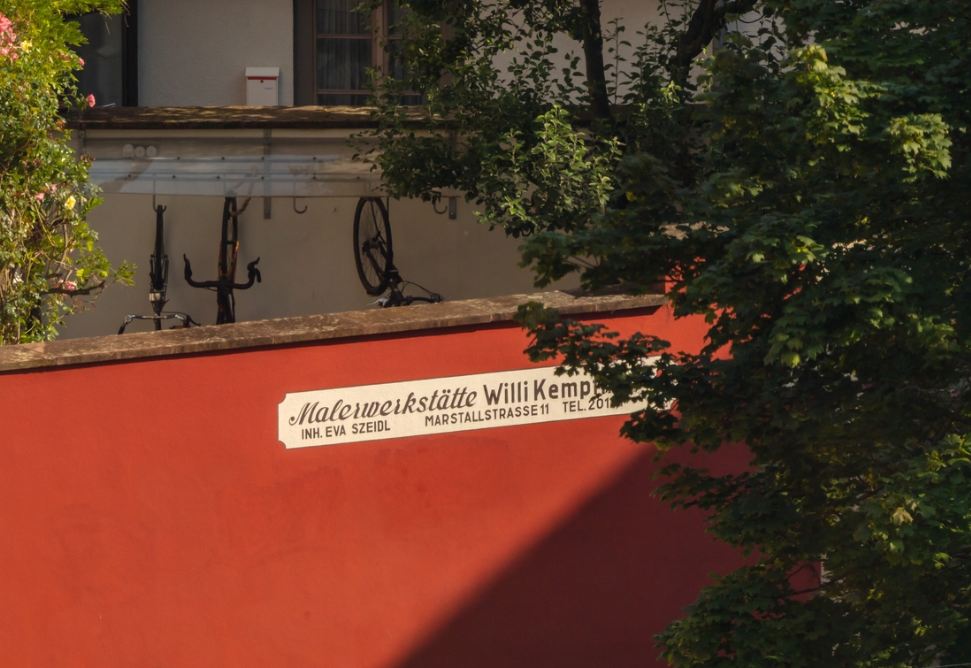 Malerwerkstätte Willi
INH. EVA SZEIDL MARSTALLSTRASSE 11 TEL.